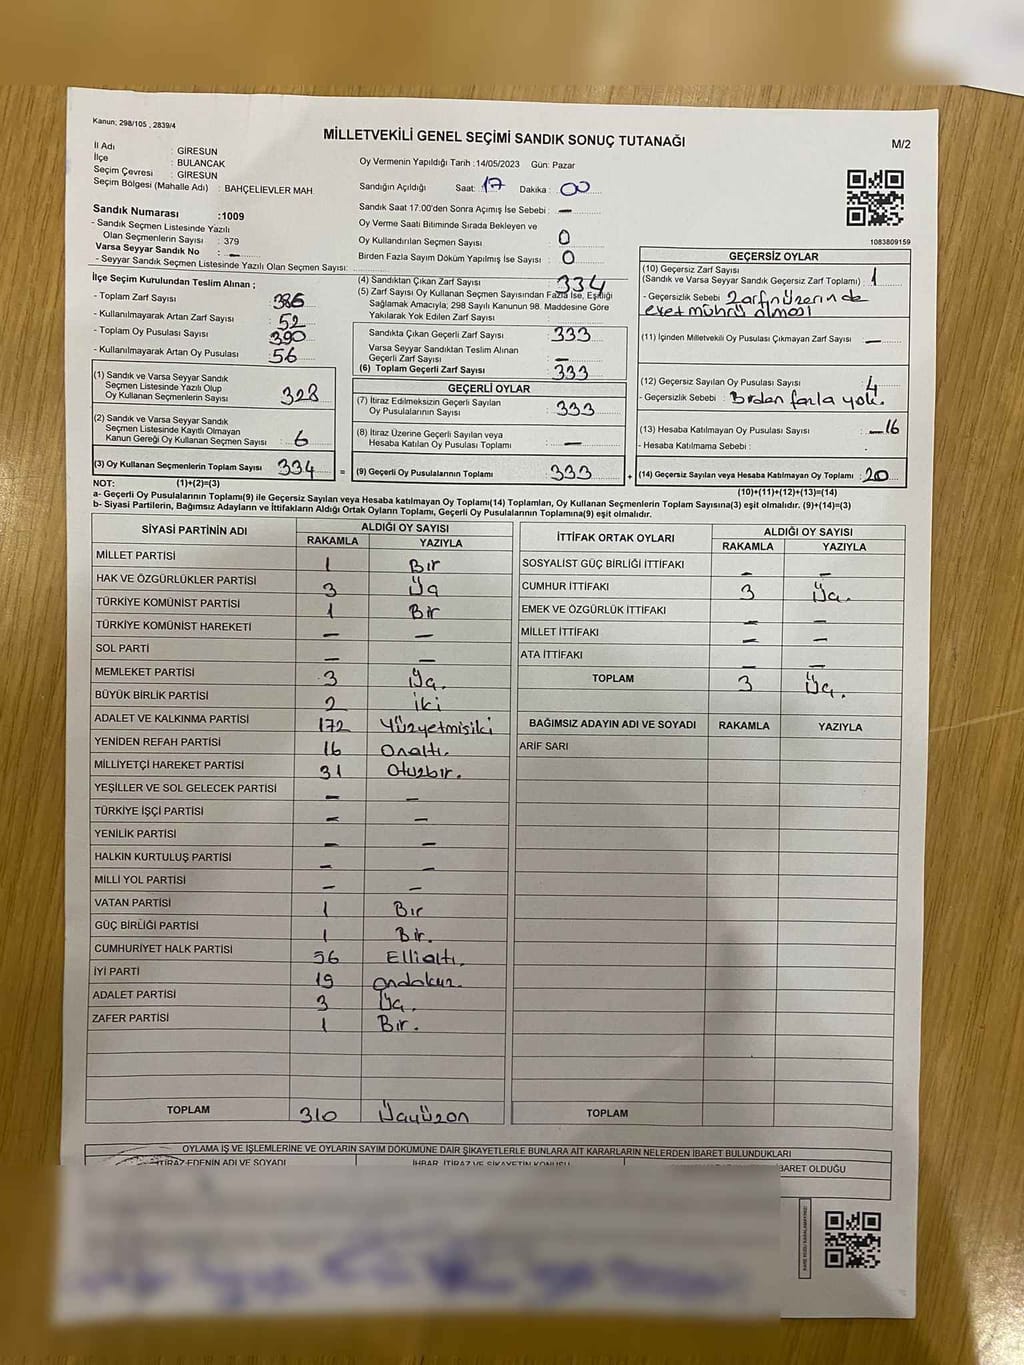 Kanun; 298/105 , 2839/4
MİLLETVEKİLİ GENEL SEÇİMİ SANDIK SONUÇ TUTANAĞI
M/2
İl Adı : GİRESUN
İlçe : BULANCAK
Seçim Çevresi : GİRESUN
Seçim Bölgesi (Mahalle Adı) : BAHÇELİEVLER MAH.
Sandık Numarası :1009
- Sandık Seçmen Listesinde Yazılı
Olan Seçmenlerin Sayısı : 379
Varsa Seyyar Sandık No : -
- Seyyar Sandık Seçmen Listesinde Yazılı Olan Seçmen Sayısı:
Oy Vermenin Yapıldığı Tarih :14/05/2023 Gün: Pazar
Sandığın Açıldığı Saat: 17 Dakika : 00
Sandık Saat 17:00'den Sonra Açımış İse Sebebi : -
Oy Verme Saati Bitiminde Sırada Bekleyen ve
Oy Kullandırılan Seçmen Sayısı : 0
Birden Fazla Sayım Döküm Yapılmış İse Sayısı : 0
1083809159
İlçe Seçim Kurulundan Teslim Alınan ;
- Toplam Zarf Sayısı : 386
- Kullanılmayarak Artan Zarf Sayısı : 52
- Toplam Oy Pusulası Sayısı : 390
- Kullanılmayarak Artan Oy Pusulası : 56
(1) Sandık ve Varsa Seyyar Sandık
Seçmen Listesinde Yazılı Olup
Oy Kullanan Seçmenlerin Sayısı : 328
(2) Sandık ve Varsa Seyyar Sandık
Seçmen Listesinde Kayıtlı Olmayan
Kanun Gereği Oy Kullanan Seçmen Sayısı : 6
(3) Oy Kullanan Seçmenlerin Toplam Sayısı : 334
(4) Sandıktan Çıkan Zarf Sayısı : 334
(5) Zarf Sayısı Oy Kullanan Seçmen Sayısından Fazla İse, Eşitliği
Sağlamak Amacıyla; 298 Sayılı Kanunun 98. Maddesine Göre
Yakılarak Yok Edilen Zarf Sayısı :
Sandıkta Çıkan Geçerli Zarf Sayısı : 333
Varsa Seyyar Sandıktan Teslim Alınan
Geçerli Zarf Sayısı : -
(6) Toplam Geçerli Zarf Sayısı : 333
GEÇERLİ OYLAR
(7) İtiraz Edilmeksizin Geçerli Sayılan
Oy Pusulalarının Sayısı : 333
(8) İtiraz Üzerine Geçerli Sayılan veya
Hesaba Katılan Oy Pusulası Toplamı : -
= (9) Geçerli Oy Pusulalarının Toplamı : 333
GEÇERSİZ OYLAR
(10) Geçersiz Zarf Sayısı
(Sandık ve Varsa Seyyar Sandık Geçersiz Zarf Toplamı) : 1
- Geçersizlik Sebebi : Zarfın üzerinde
evet mührü olması
(11) İçinden Milletvekili Oy Pusulası Çıkmayan Zarf Sayısı : -
(12) Geçersiz Sayılan Oy Pusulası Sayısı : 4
- Geçersizlik Sebebi :
(13) Hesaba Katılmayan Oy Pusulası Sayısı : -16
- Hesaba Katılmama Sebebi :
+ (14) Geçersiz Sayılan veya Hesaba Katılmayan Oy Toplamı : 20
NOT: (1)+(2)=(3)
(10)+(11)+(12)+(13)=(14)
a- Geçerli Oy Pusulalarının Toplamı(9) ile Geçersiz Sayılan veya Hesaba katılmayan Oy Toplamı(14) Toplamları, Oy Kullanan Seçmenlerin Toplam Sayısına(3) eşit olmalıdır. (9)+(14)=(3)
b- Siyasi Partilerin, Bağımsız Adayların ve İttifakların Aldığı Ortak Oyların Toplamı, Geçerli Oy Pusulalarının Toplamına(9) eşit olmalıdır.
SİYASİ PARTİNİN ADI ALDIĞI OY SAYISI
RAKAMLA YAZIYLA
MİLLET PARTİSİ 1 Bir
HAK VE ÖZGÜRLÜKLER PARTİSİ 3 Üç
TÜRKİYE KOMÜNİST PARTİSİ 1 Bir
TÜRKİYE KOMÜNİST HAREKETİ - -
SOL PARTİ - -
MEMLEKET PARTİSİ 3 Üç.
BÜYÜK BİRLİK PARTİSİ 2 iki
ADALET VE KALKINMA PARTİSİ 172 Yüzyetmişiki
YENİDEN REFAH PARTİSİ 16 Onaltı.
MİLLİYETÇİ HAREKET PARTİSİ 31 Otuzbir.
YEŞİLLER VE SOL GELECEK PARTİSİ - -
TÜRKİYE İŞÇİ PARTİSİ - -
YENİLİK PARTİSİ - -
HALKIN KURTULUŞ PARTİSİ - -
MİLLİ YOL PARTİSİ - -
VATAN PARTİSİ 1 Bir
GÜÇ BİRLİĞİ PARTİSİ 1 Bir.
CUMHURİYET HALK PARTİSİ 56 Ellialtı.
İYİ PARTİ 19 ondokuz.
ADALET PARTİSİ 3 Üç.
ZAFER PARTİSİ 1 Bir.
TOPLAM 310 Üçyüzon
İTTİFAK ORTAK OYLARI ALDIĞI OY SAYISI
RAKAMLA YAZIYLA
SOSYALİST GÜÇ BİRLİĞİ İTTİFAKI - -
CUMHUR İTTİFAKI 3 Üç.
EMEK VE ÖZGÜRLÜK İTTİFAKI - -
MİLLET İTTİFAKI - -
ATA İTTİFAKI - -
TOPLAM 3 Üç.
BAĞIMSIZ ADAYIN ADI VE SOYADI RAKAMLA YAZIYLA
ARİF SARI
TOPLAM
OYLAMA İŞ VE İŞLEMLERİNE VE OYLARIN SAYIM DÖKÜMÜNE DAİR ŞİKAYETLERLE BUNLARA AİT KARARLARIN NELERDEN İBARET BULUNDUKLARI
İTİRAZ EDENİN ADI VE SOYADI İHBAR, İTİRAZ VE ŞİKAYETİN KONUSU BARET OLDUĞU